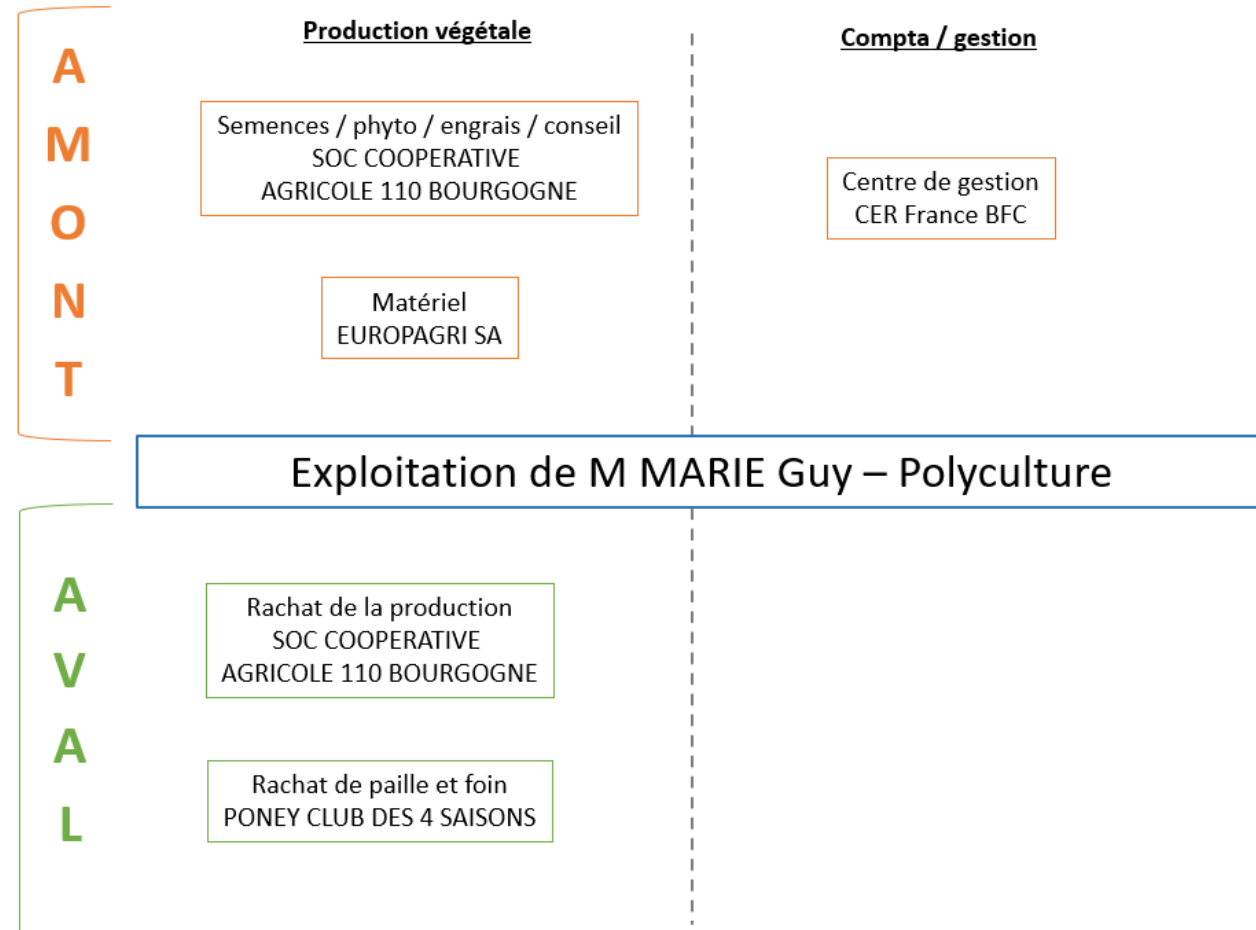 Production végétale
Compta / gestion
A
M
O
N
T
Semences / phyto / engrais / conseil
SOC COOPERATIVE
AGRICOLE 110 BOURGOGNE
Centre de gestion
CER France BFC
Matériel
EUROPAGRI SA
Exploitation de M MARIE Guy – Polyculture
A
V
A
L
Rachat de la production
SOC COOPERATIVE
AGRICOLE 110 BOURGOGNE
Rachat de paille et foin
PONEY CLUB DES 4 SAISONS